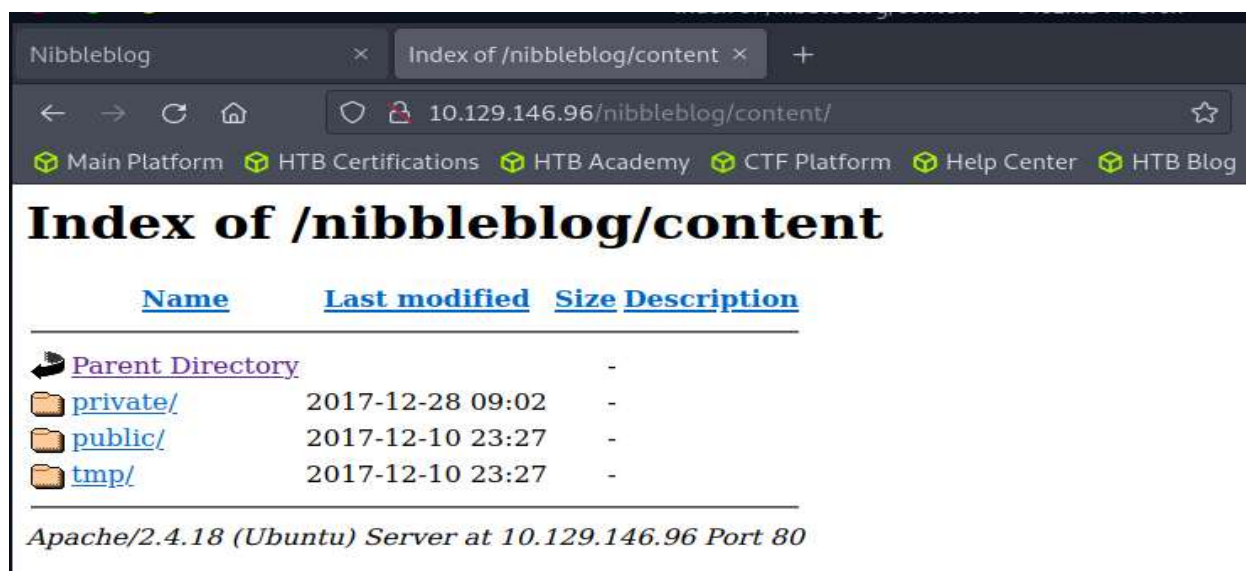 Nibbleblog
Index of /nibbleblog/content
10.129.146.96/nibbleblog/content/
Main Platform HTB Certifications HTB Academy CTF Platform Help Center HTB Blog
Index of /nibbleblog/content
Name Last modified Size Description
Parent Directory -
private/ 2017-12-28 09:02 -
public/ 2017-12-10 23:27 -
tmp/ 2017-12-10 23:27 -
Apache/2.4.18 (Ubuntu) Server at 10.129.146.96 Port 80